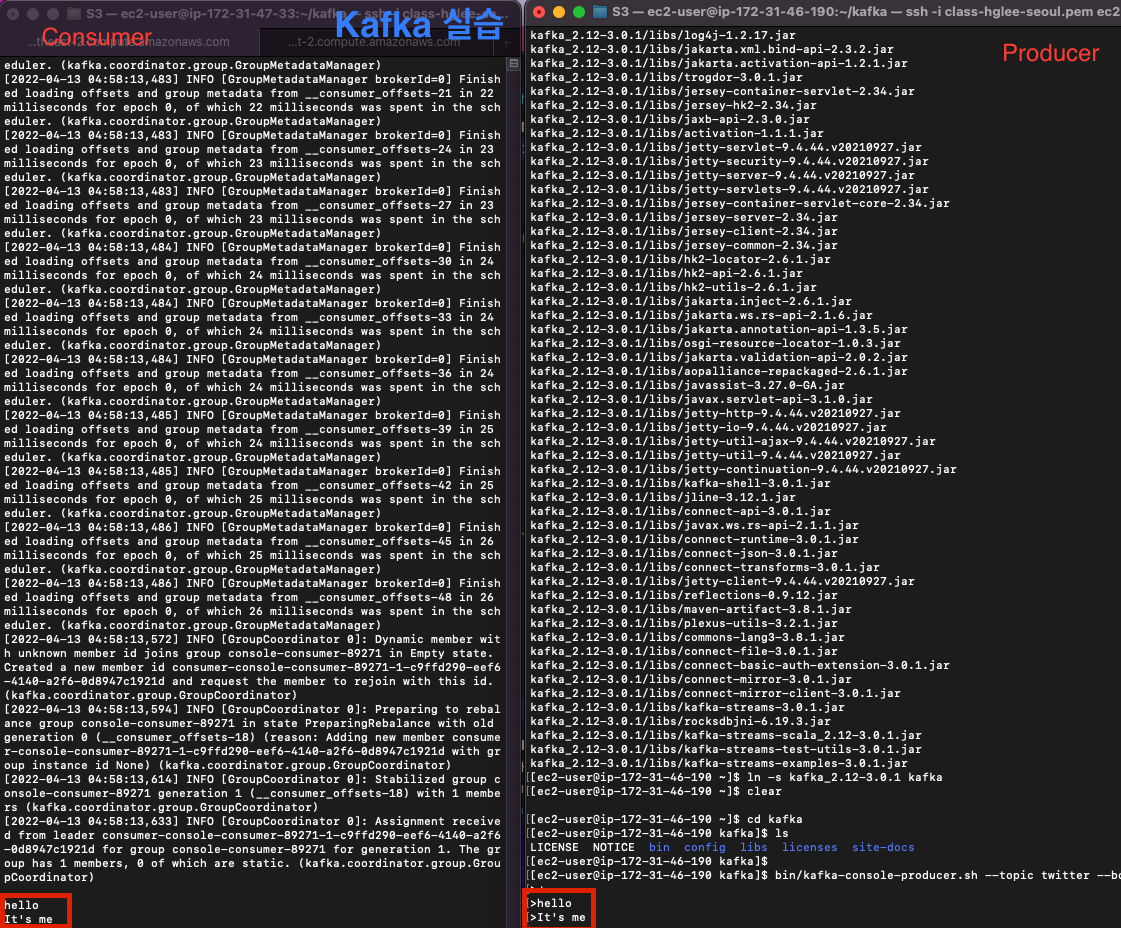 S3 — ec2-user@ip-172-31-47-33:~/kafka — ssh -i class-hglee-se...
Kafka 실습
Consumer
...t-2.compute.amazonaws.com
eduler. (kafka.coordinator.group.GroupMetadataManager)
[2022-04-13 04:58:13,483] INFO [GroupMetadataManager brokerId=0] Finish
ed loading offsets and group metadata from __consumer_offsets-21 in 22
milliseconds for epoch 0, of which 22 milliseconds was spent in the sch
eduler. (kafka.coordinator.group.GroupMetadataManager)
[2022-04-13 04:58:13,483] INFO [GroupMetadataManager brokerId=0] Finish
ed loading offsets and group metadata from __consumer_offsets-24 in 23
milliseconds for epoch 0, of which 23 milliseconds was spent in the sch
eduler. (kafka.coordinator.group.GroupMetadataManager)
[2022-04-13 04:58:13,483] INFO [GroupMetadataManager brokerId=0] Finish
ed loading offsets and group metadata from __consumer_offsets-27 in 23
milliseconds for epoch 0, of which 23 milliseconds was spent in the sch
eduler. (kafka.coordinator.group.GroupMetadataManager)
[2022-04-13 04:58:13,484] INFO [GroupMetadataManager brokerId=0] Finish
ed loading offsets and group metadata from __consumer_offsets-30 in 24
milliseconds for epoch 0, of which 24 milliseconds was spent in the sch
eduler. (kafka.coordinator.group.GroupMetadataManager)
[2022-04-13 04:58:13,484] INFO [GroupMetadataManager brokerId=0] Finish
ed loading offsets and group metadata from __consumer_offsets-33 in 24
milliseconds for epoch 0, of which 24 milliseconds was spent in the sch
eduler. (kafka.coordinator.group.GroupMetadataManager)
[2022-04-13 04:58:13,484] INFO [GroupMetadataManager brokerId=0] Finish
ed loading offsets and group metadata from __consumer_offsets-36 in 24
milliseconds for epoch 0, of which 24 milliseconds was spent in the sch
eduler. (kafka.coordinator.group.GroupMetadataManager)
[2022-04-13 04:58:13,485] INFO [GroupMetadataManager brokerId=0] Finish
ed loading offsets and group metadata from __consumer_offsets-39 in 25
milliseconds for epoch 0, of which 24 milliseconds was spent in the sch
eduler. (kafka.coordinator.group.GroupMetadataManager)
[2022-04-13 04:58:13,485] INFO [GroupMetadataManager brokerId=0] Finish
ed loading offsets and group metadata from __consumer_offsets-42 in 25
milliseconds for epoch 0, of which 25 milliseconds was spent in the sch
eduler. (kafka.coordinator.group.GroupMetadataManager)
[2022-04-13 04:58:13,486] INFO [GroupMetadataManager brokerId=0] Finish
ed loading offsets and group metadata from __consumer_offsets-45 in 26
milliseconds for epoch 0, of which 25 milliseconds was spent in the sch
eduler. (kafka.coordinator.group.GroupMetadataManager)
[2022-04-13 04:58:13,486] INFO [GroupMetadataManager brokerId=0] Finish
ed loading offsets and group metadata from __consumer_offsets-48 in 26
milliseconds for epoch 0, of which 26 milliseconds was spent in the sch
eduler. (kafka.coordinator.group.GroupMetadataManager)
[2022-04-13 04:58:13,572] INFO [GroupCoordinator 0]: Dynamic member wit
h unknown member id joins group console-consumer-89271 in Empty state.
Created a new member id consumer-console-consumer-89271-1-c9ffd290-eef6
-4140-a2f6-0d8947c1921d and request the member to rejoin with this id.
(kafka.coordinator.group.GroupCoordinator)
[2022-04-13 04:58:13,594] INFO [GroupCoordinator 0]: Preparing to rebal
ance group console-consumer-89271 in state PreparingRebalance with old
generation 0 (__consumer_offsets-18) (reason: Adding new member consume
r-console-consumer-89271-1-c9ffd290-eef6-4140-a2f6-0d8947c1921d with gr
oup instance id None) (kafka.coordinator.group.GroupCoordinator)
[2022-04-13 04:58:13,614] INFO [GroupCoordinator 0]: Stabilized group c
onsole-consumer-89271 generation 1 (__consumer_offsets-18) with 1 membe
rs (kafka.coordinator.group.GroupCoordinator)
[2022-04-13 04:58:13,633] INFO [GroupCoordinator 0]: Assignment receive
d from leader consumer-console-consumer-89271-1-c9ffd290-eef6-4140-a2f6
-0d8947c1921d for group console-consumer-89271 for generation 1. The gr
oup has 1 members, 0 of which are static. (kafka.coordinator.group.Grou
pCoordinator)
hello
It's me
S3 — ec2-user@ip-172-31-46-190:~/kafka — ssh -i class-hglee-seoul.pem ec2
Producer
kafka_2.12-3.0.1/libs/log4j-1.2.17.jar
kafka_2.12-3.0.1/libs/jakarta.xml.bind-api-2.3.2.jar
kafka_2.12-3.0.1/libs/jakarta.activation-api-1.2.1.jar
kafka_2.12-3.0.1/libs/trogdor-3.0.1.jar
kafka_2.12-3.0.1/libs/jersey-container-servlet-2.34.jar
kafka_2.12-3.0.1/libs/jersey-hk2-2.34.jar
kafka_2.12-3.0.1/libs/jaxb-api-2.3.0.jar
kafka_2.12-3.0.1/libs/activation-1.1.1.jar
kafka_2.12-3.0.1/libs/jetty-servlet-9.4.44.v20210927.jar
kafka_2.12-3.0.1/libs/jetty-security-9.4.44.v20210927.jar
kafka_2.12-3.0.1/libs/jetty-server-9.4.44.v20210927.jar
kafka_2.12-3.0.1/libs/jetty-servlets-9.4.44.v20210927.jar
kafka_2.12-3.0.1/libs/jersey-container-servlet-core-2.34.jar
kafka_2.12-3.0.1/libs/jersey-server-2.34.jar
kafka_2.12-3.0.1/libs/jersey-client-2.34.jar
kafka_2.12-3.0.1/libs/jersey-common-2.34.jar
kafka_2.12-3.0.1/libs/hk2-locator-2.6.1.jar
kafka_2.12-3.0.1/libs/hk2-api-2.6.1.jar
kafka_2.12-3.0.1/libs/hk2-utils-2.6.1.jar
kafka_2.12-3.0.1/libs/jakarta.inject-2.6.1.jar
kafka_2.12-3.0.1/libs/jakarta.ws.rs-api-2.1.6.jar
kafka_2.12-3.0.1/libs/jakarta.annotation-api-1.3.5.jar
kafka_2.12-3.0.1/libs/osgi-resource-locator-1.0.3.jar
kafka_2.12-3.0.1/libs/jakarta.validation-api-2.0.2.jar
kafka_2.12-3.0.1/libs/aopalliance-repackaged-2.6.1.jar
kafka_2.12-3.0.1/libs/javassist-3.27.0-GA.jar
kafka_2.12-3.0.1/libs/javax.servlet-api-3.1.0.jar
kafka_2.12-3.0.1/libs/jetty-http-9.4.44.v20210927.jar
kafka_2.12-3.0.1/libs/jetty-io-9.4.44.v20210927.jar
kafka_2.12-3.0.1/libs/jetty-util-ajax-9.4.44.v20210927.jar
kafka_2.12-3.0.1/libs/jetty-util-9.4.44.v20210927.jar
kafka_2.12-3.0.1/libs/jetty-continuation-9.4.44.v20210927.jar
kafka_2.12-3.0.1/libs/kafka-shell-3.0.1.jar
kafka_2.12-3.0.1/libs/jline-3.12.1.jar
kafka_2.12-3.0.1/libs/connect-api-3.0.1.jar
kafka_2.12-3.0.1/libs/javax.ws.rs-api-2.1.1.jar
kafka_2.12-3.0.1/libs/connect-runtime-3.0.1.jar
kafka_2.12-3.0.1/libs/connect-json-3.0.1.jar
kafka_2.12-3.0.1/libs/connect-transforms-3.0.1.jar
kafka_2.12-3.0.1/libs/jetty-client-9.4.44.v20210927.jar
kafka_2.12-3.0.1/libs/reflections-0.9.12.jar
kafka_2.12-3.0.1/libs/maven-artifact-3.8.1.jar
kafka_2.12-3.0.1/libs/plexus-utils-3.2.1.jar
kafka_2.12-3.0.1/libs/commons-lang3-3.8.1.jar
kafka_2.12-3.0.1/libs/connect-file-3.0.1.jar
kafka_2.12-3.0.1/libs/connect-basic-auth-extension-3.0.1.jar
kafka_2.12-3.0.1/libs/connect-mirror-3.0.1.jar
kafka_2.12-3.0.1/libs/connect-mirror-client-3.0.1.jar
kafka_2.12-3.0.1/libs/kafka-streams-3.0.1.jar
kafka_2.12-3.0.1/libs/rocksdbjni-6.19.3.jar
kafka_2.12-3.0.1/libs/kafka-streams-scala_2.12-3.0.1.jar
kafka_2.12-3.0.1/libs/kafka-streams-test-utils-3.0.1.jar
kafka_2.12-3.0.1/libs/kafka-streams-examples-3.0.1.jar
[[ec2-user@ip-172-31-46-190 ~]$ ln -s kafka_2.12-3.0.1 kafka
[[ec2-user@ip-172-31-46-190 ~]$ clear
[[ec2-user@ip-172-31-46-190 ~]$ cd kafka
[[ec2-user@ip-172-31-46-190 kafka]$ ls
LICENSE NOTICE bin config libs licenses site-docs
[[ec2-user@ip-172-31-46-190 kafka]$
[[ec2-user@ip-172-31-46-190 kafka]$ bin/kafka-console-producer.sh --topic twitter --bo
[>hello
[>It's me